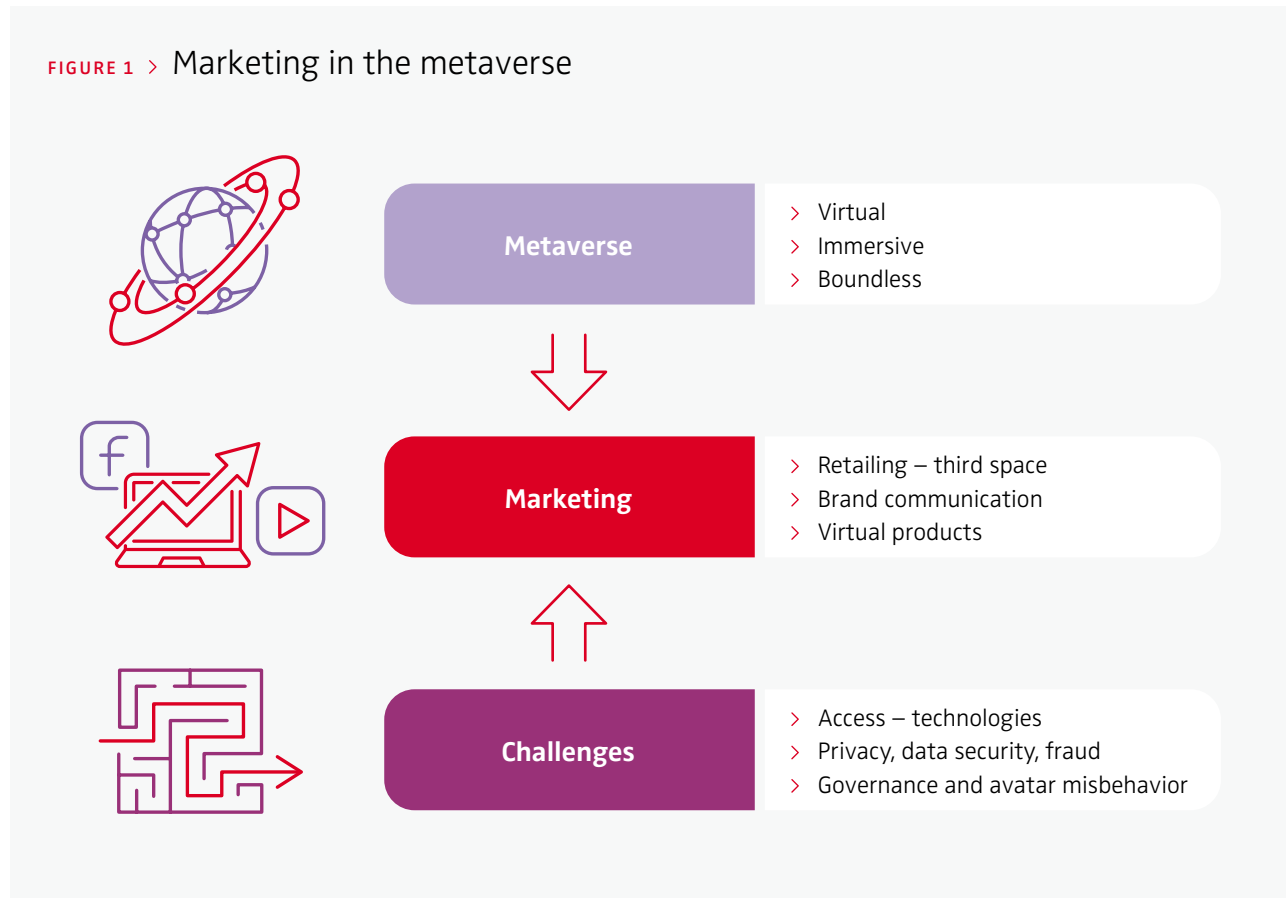 FIGURE 1 > Marketing in the metaverse
Metaverse
> Virtual
> Immersive
> Boundless
Marketing
> Retailing – third space
> Brand communication
> Virtual products
Challenges
> Access – technologies
> Privacy, data security, fraud
> Governance and avatar misbehavior